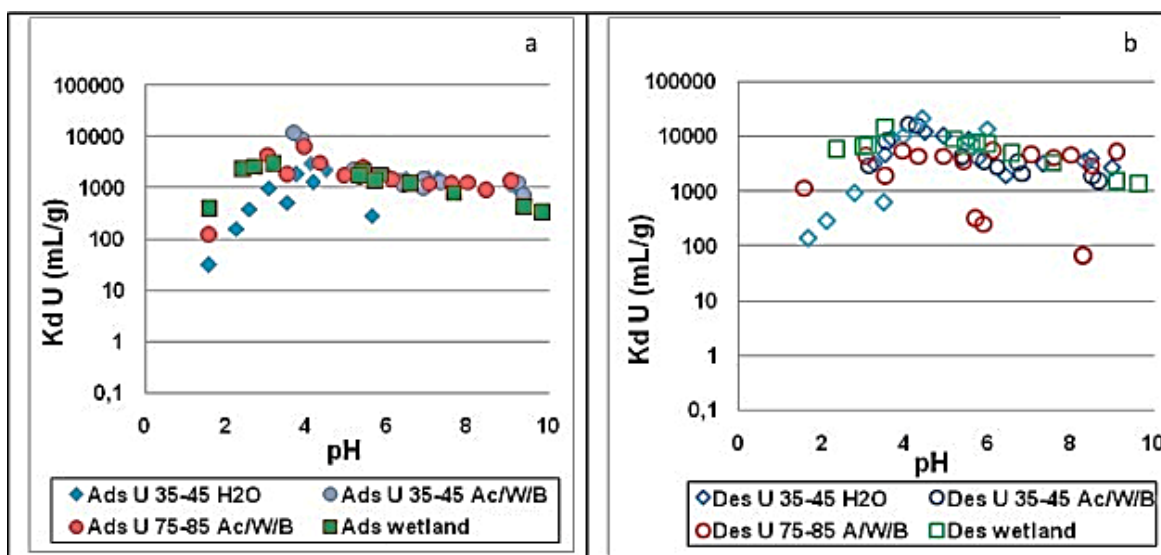 a
100000
10000
1000
100
10
1
0,1
Kd U (mL/g)
0 2 4 6 8 10
pH
Ads U 35-45 H2O Ads U 35-45 Ac/W/B
Ads U 75-85 Ac/W/B Ads wetland
b
100000
10000
1000
100
10
1
0,1
Kd U (mL/g)
0 2 4 6 8 10
pH
Des U 35-45 H2O Des U 35-45 Ac/W/B
Des U 75-85 A/W/B Des wetland